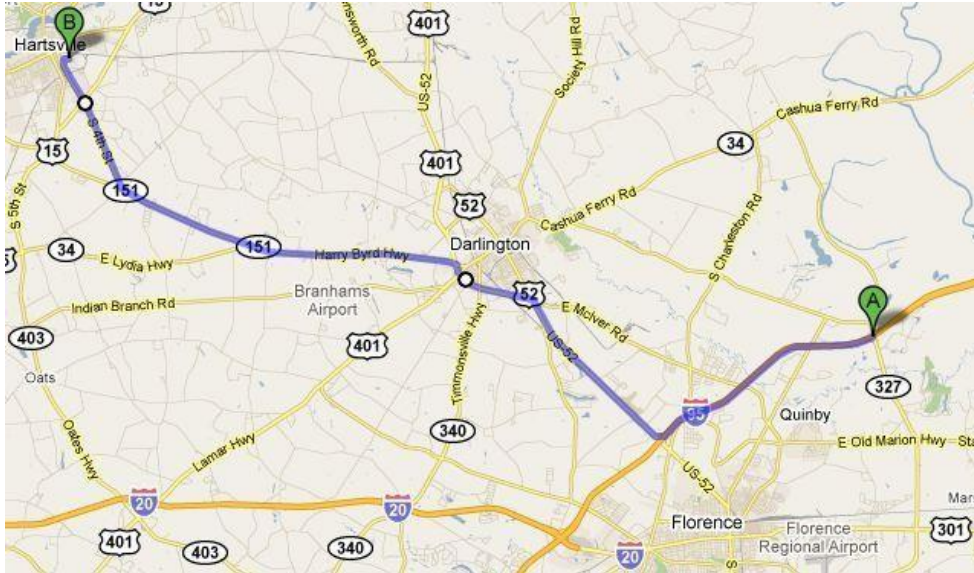 B
15
401
Hartsville
Society Hill Rd
US-52
Cashua Ferry Rd
34
15
S 4th St
401
151
S 5th St
52
Cashua Ferry Rd
S Charleston Rd
Darlington
34
E Lydia Hwy
151
Harry Byrd Hwy
Branhams
Airport
Indian Branch Rd
52
E McIver Rd
A
403
401
US-52
Timmonsville Hwy
Oats
327
95
Quinby
340
E Old Marion Hwy
Lamar Hwy
Oates Hwy
US-52
20
20
Florence
Florence
Regional Airport
301
401
403
340
20
S